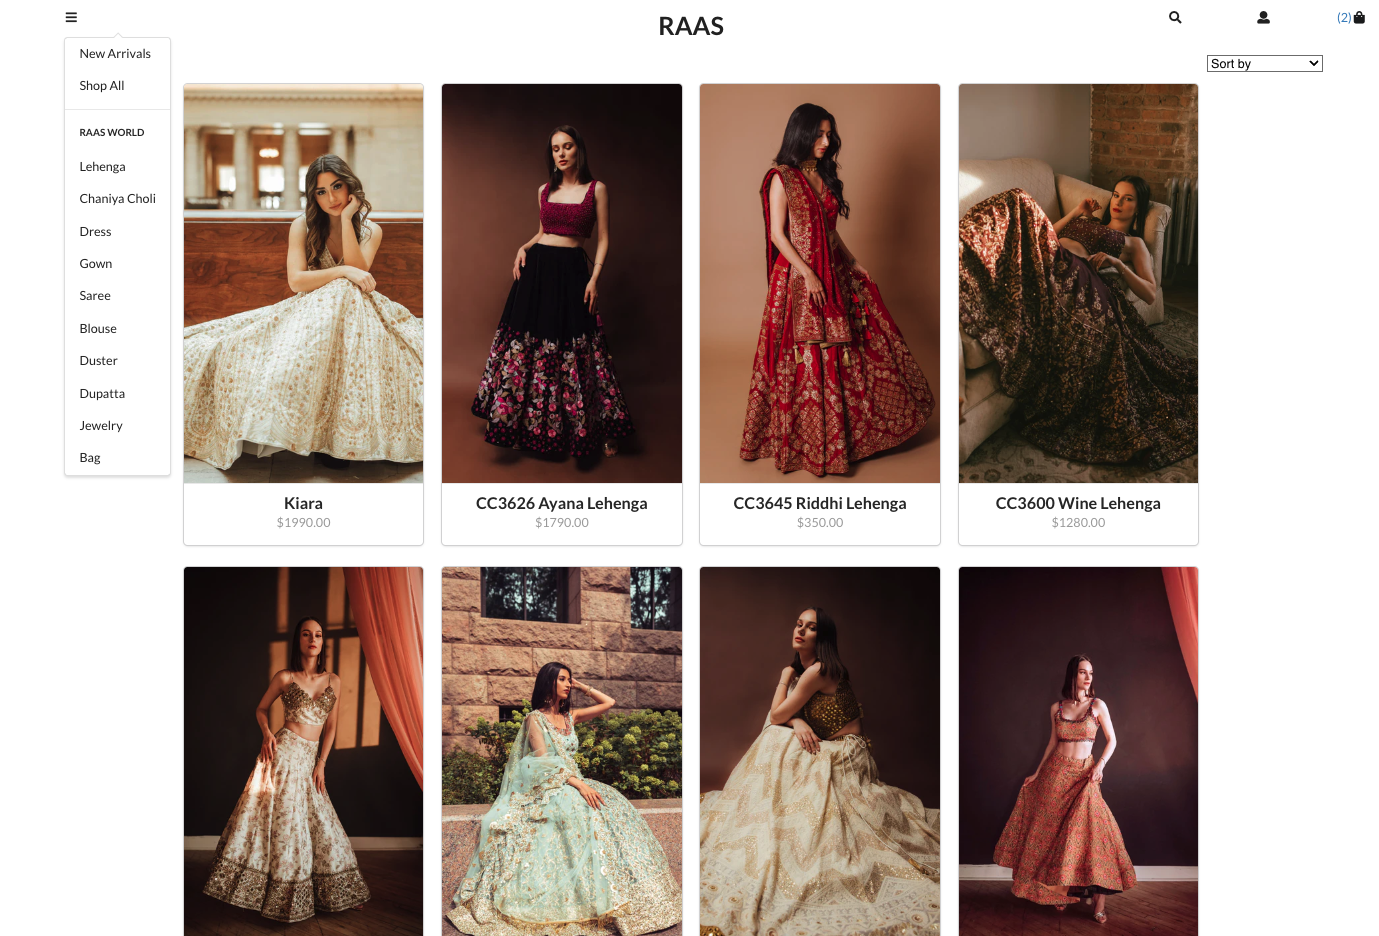 RAAS
(2)
Sort by
New Arrivals
Shop All
RAAS WORLD
Lehenga
Chaniya Choli
Dress
Gown
Saree
Blouse
Duster
Dupatta
Jewelry
Bag
Kiara
$1990.00
CC3626 Ayana Lehenga
$1790.00
CC3645 Riddhi Lehenga
$350.00
CC3600 Wine Lehenga
$1280.00